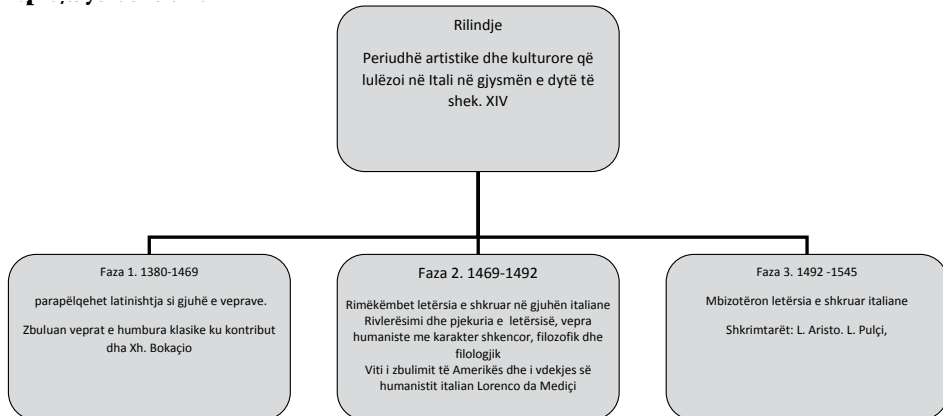 Rilindje
Periudhë artistike dhe kulturore që
lulëzoi në Itali në gjysmën e dytë të
shek. XIV
Faza 1. 1380-1469
parapëlqehet latinishtja si gjuhë e veprave.
Zbuluan veprat e humbura klasike ku kontribut
dha Xh. Bokaçio
Faza 2. 1469-1492
Rimëkëmbet letërsia e shkruar në gjuhën italiane
Rivlerësimi dhe pjekuria e letërsisë, vepra
humaniste me karakter shkencor, filozofik dhe
filologjik
Viti i zbulimit të Amerikës dhe i vdekjes së
humanistit italian Lorenco da Mediçi
Faza 3. 1492 -1545
Mbizotëron letërsia e shkruar italiane
Shkrimtarët: L. Aristo. L. Pulçi,